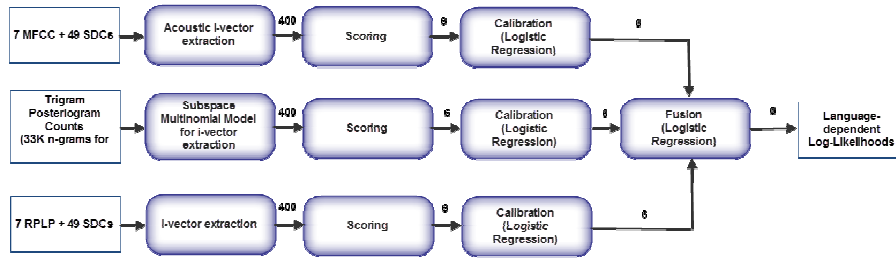 7 MFCC + 49 SDCs
Acoustic I-vector
extraction
400
Scoring
6
Calibration
(Logistic
Regression)
6
Trigram
Posteriogram
Counts
(33K n-grams for
Subspace
Multinomial Model
for i-vector
extraction
400
Scoring
6
Calibration
(Logistic
Regression)
6
Fusion
(Logistic
Regression)
6
Language-
dependent
Log-Likelihoods
7 RPLP + 49 SDCs
I-vector extraction
400
Scoring
6
Calibration
(Logistic
Regression)
6